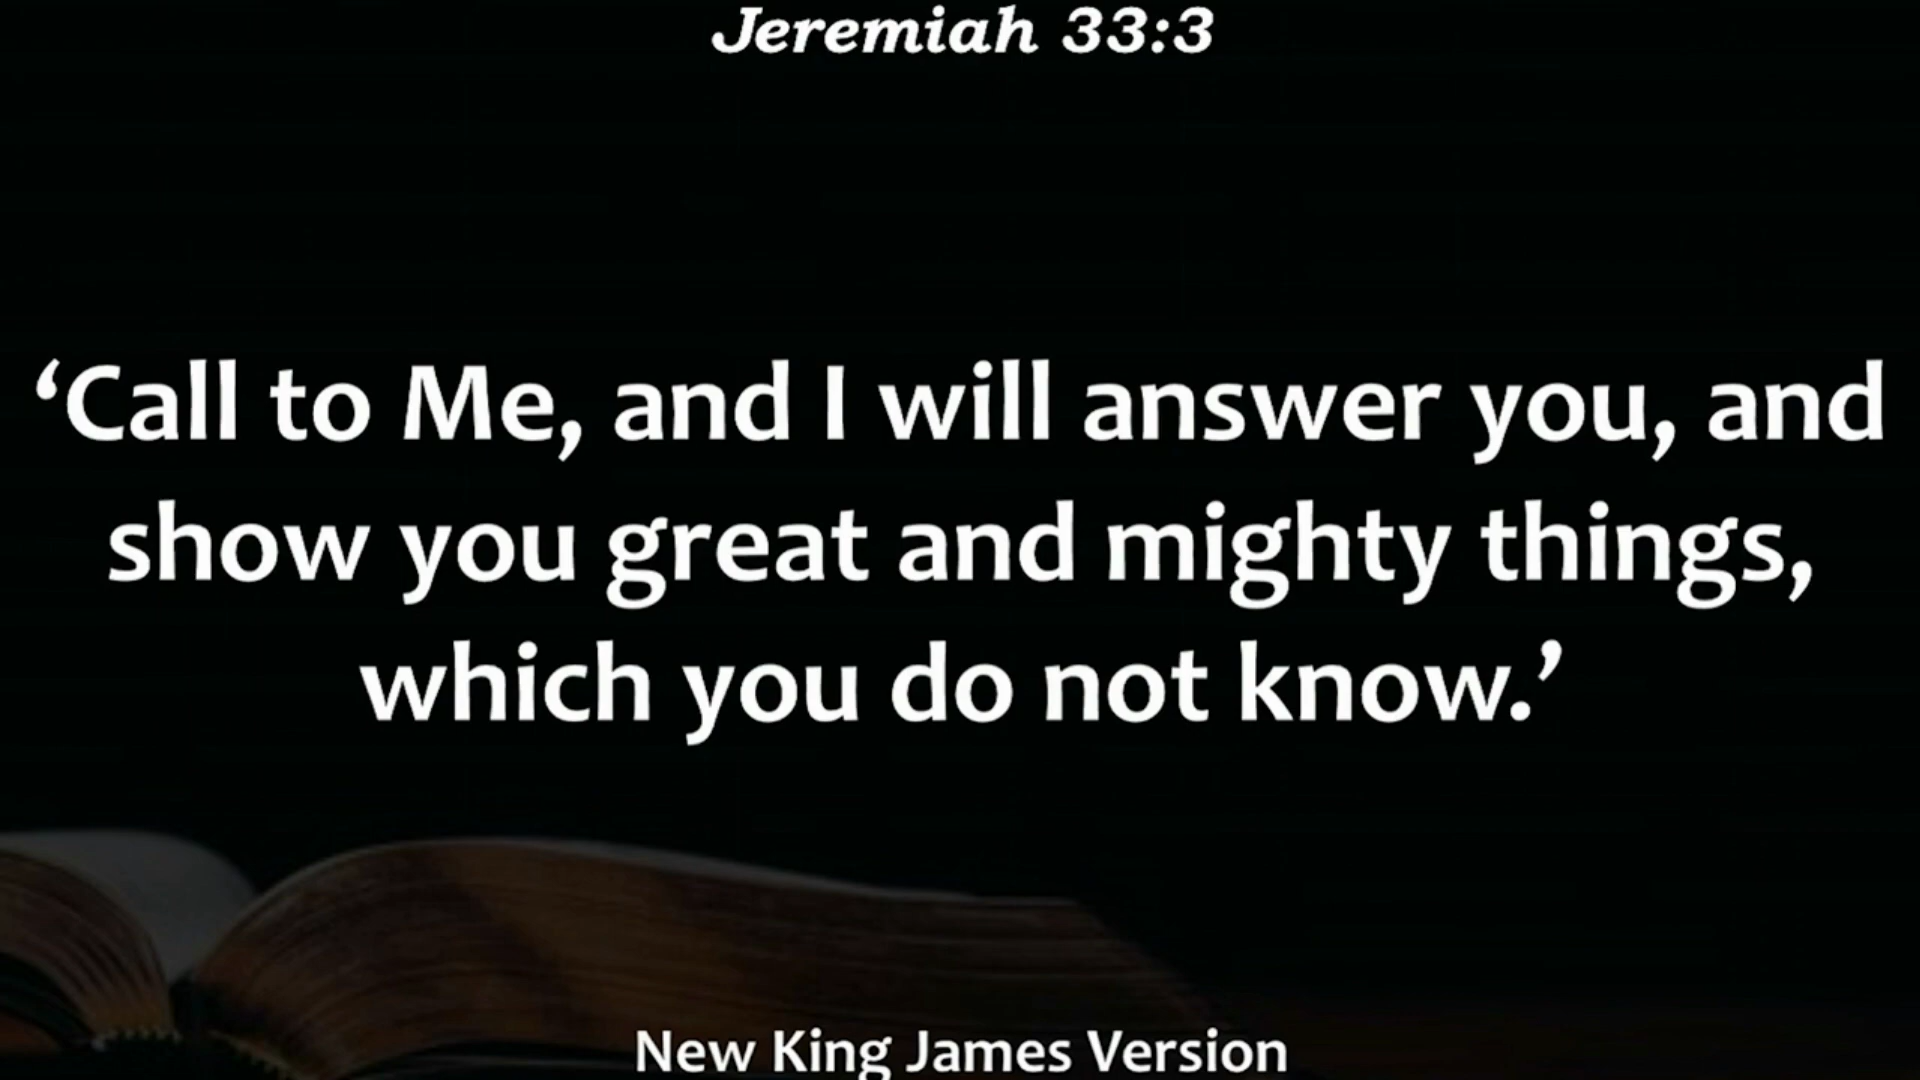 Jeremiah 33:3
‘Call to Me, and I will answer you, and
show you great and mighty things,
which you do not know.’
New King James Version